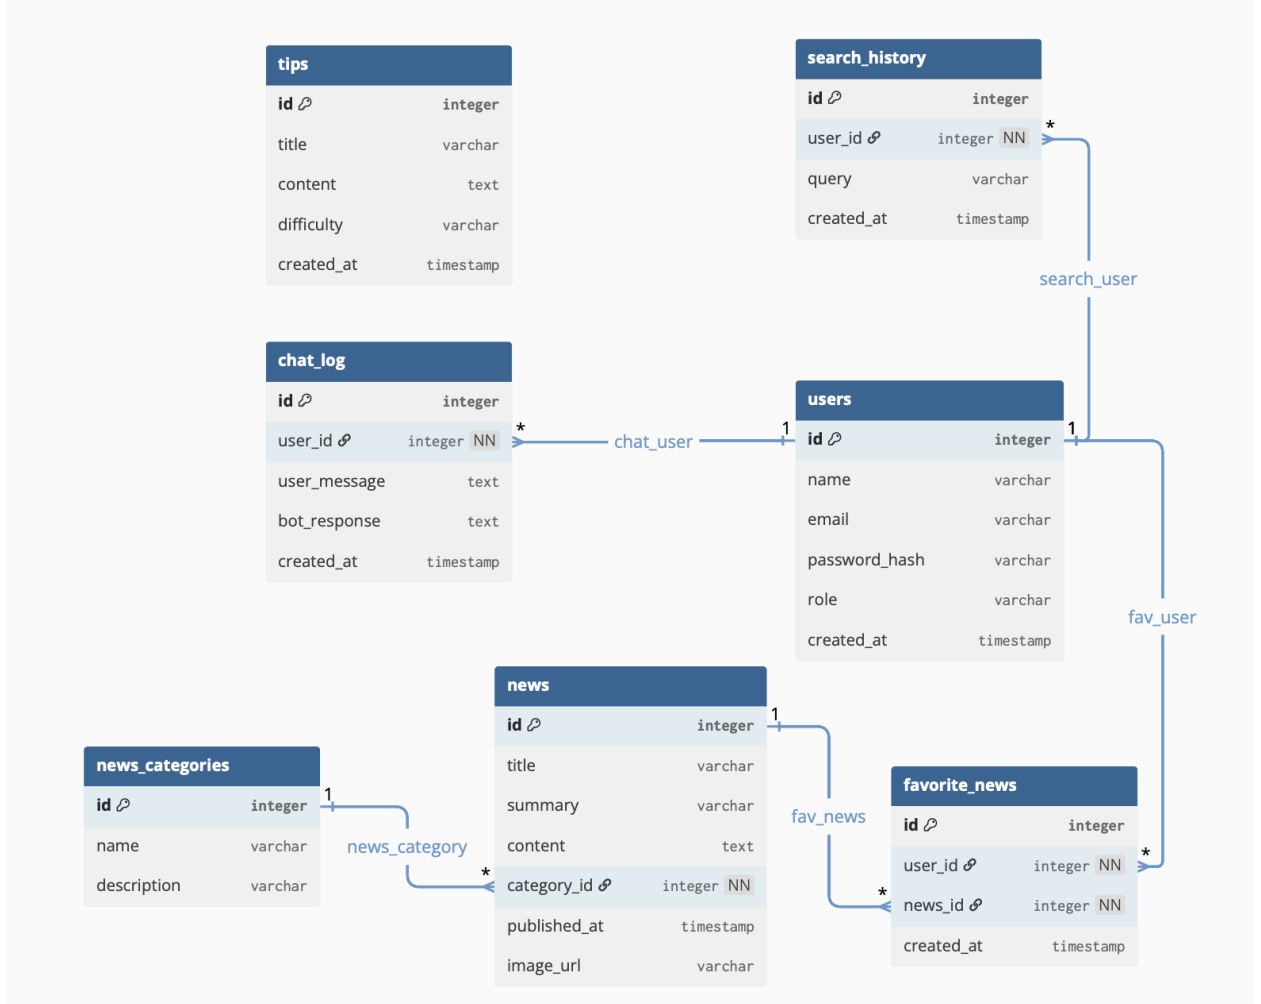 tips
id integer
title varchar
content text
difficulty varchar
created_at timestamp
search_history
id integer
user_id integer NN
query varchar
created_at timestamp
*
search_user
chat_log
id integer
user_id integer NN
user_message text
bot_response text
created_at timestamp
*
chat_user
1
users
id integer
name varchar
email varchar
password_hash varchar
role varchar
created_at timestamp
1
fav_user
news
id integer
title varchar
summary varchar
content text
category_id integer NN
published_at timestamp
image_url varchar
1
fav_news
news_categories
id integer
name varchar
description varchar
1
news_category
*
favorite_news
id integer
user_id integer NN
news_id integer NN
created_at timestamp
*
*